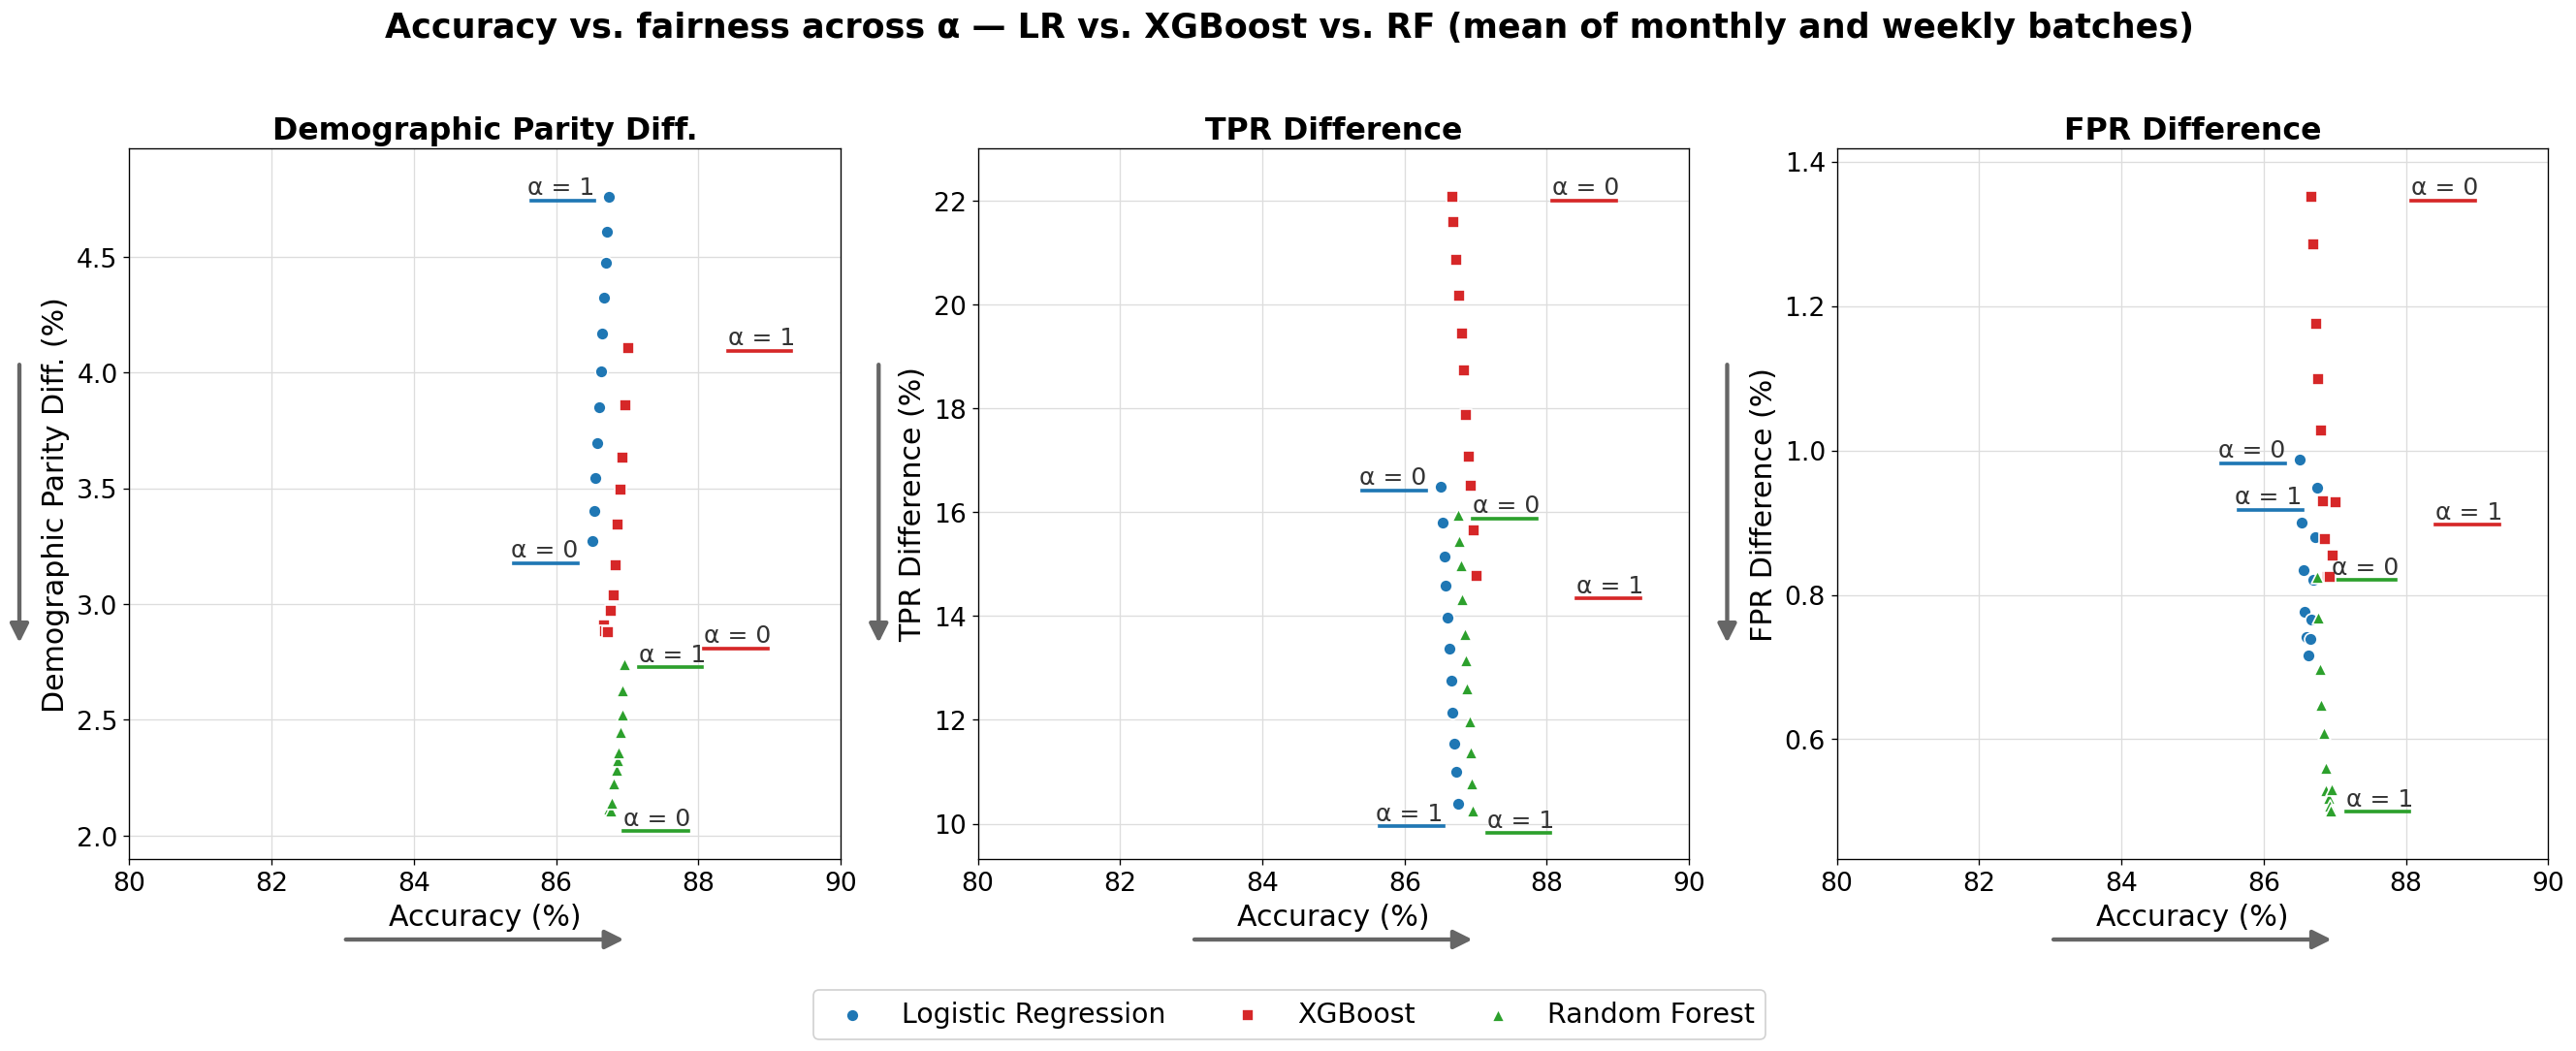 Accuracy vs. fairness across α — LR vs. XGBoost vs. RF (mean of monthly and weekly batches)
Demographic Parity Diff.
Demographic Parity Diff. (%)
4.5
4.0
3.5
3.0
2.5
2.0
α = 1
α = 1
α = 0
α = 0
α = 1
α = 0
80 82 84 86 88 90
Accuracy (%)
TPR Difference
TPR Difference (%)
22
20
18
16
14
12
10
α = 0
α = 0
α = 0
α = 1
α = 1
α = 1
80 82 84 86 88 90
Accuracy (%)
FPR Difference
FPR Difference (%)
1.4
1.2
1.0
0.8
0.6
α = 0
α = 0
α = 1
α = 1
α = 0
α = 1
80 82 84 86 88 90
Accuracy (%)
Logistic Regression XGBoost Random Forest